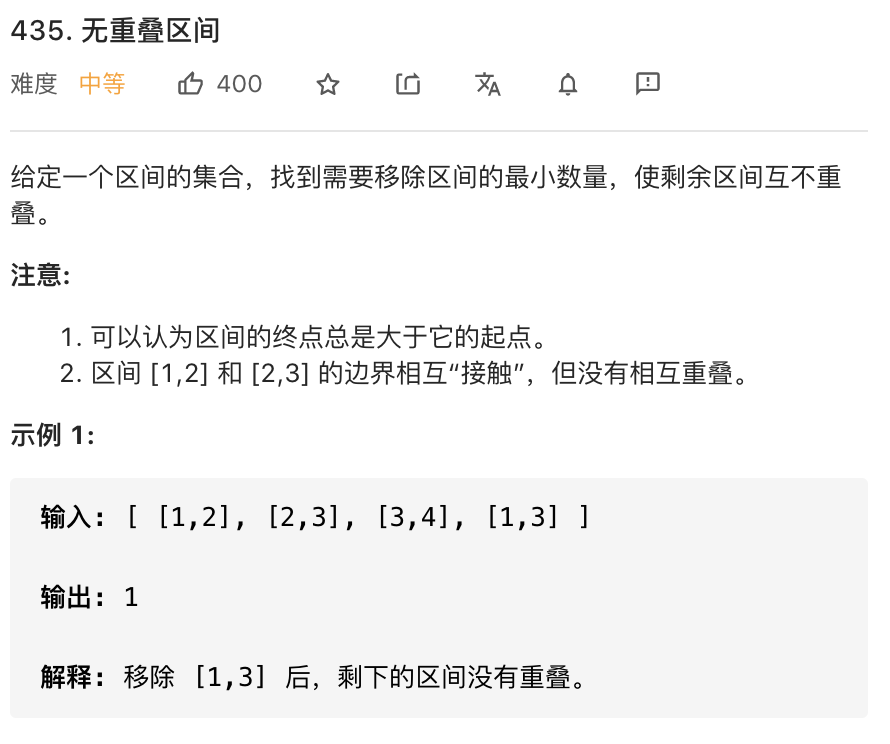 435. 无重叠区间
难度 中等 400
给定一个区间的集合，找到需要移除区间的最小数量，使剩余区间互不重
叠。
注意:
1. 可以认为区间的终点总是大于它的起点。
2. 区间 [1,2] 和 [2,3] 的边界相互“接触”，但没有相互重叠。
示例 1:
输入: [ [1,2], [2,3], [3,4], [1,3] ]
输出: 1
解释: 移除 [1,3] 后，剩下的区间没有重叠。